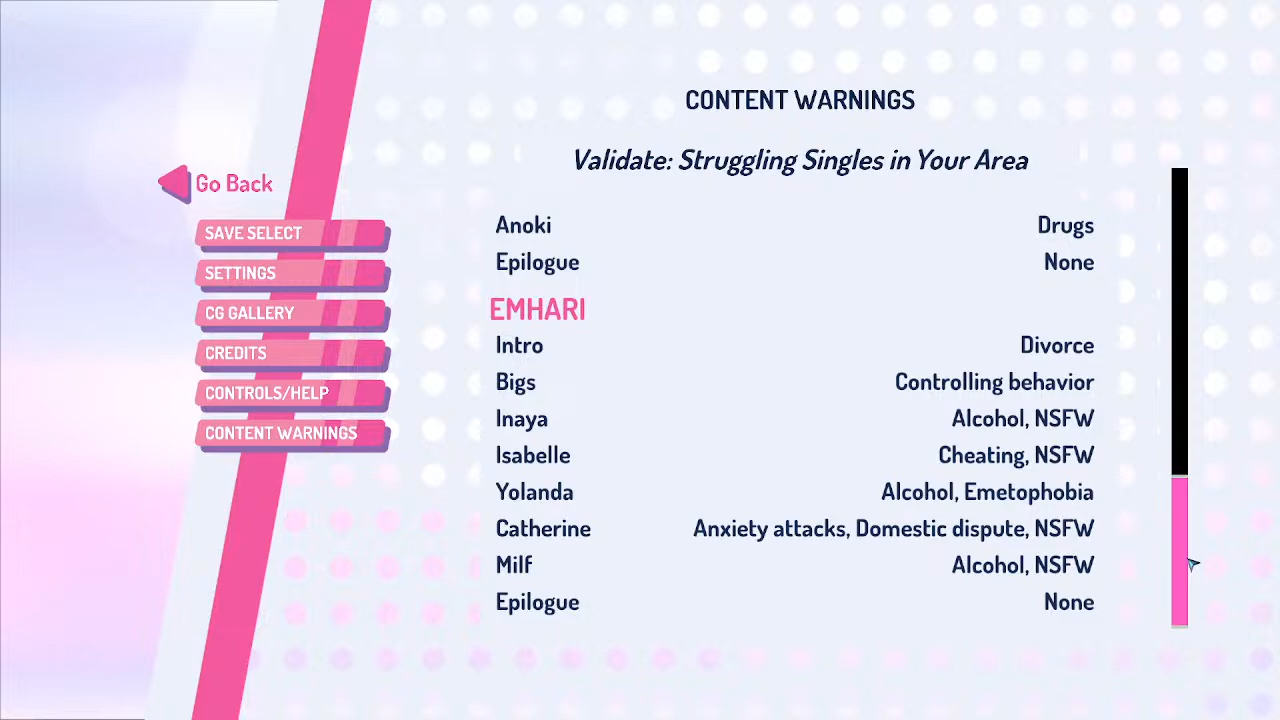 CONTENT WARNINGS
Validate: Struggling Singles in Your Area
Go Back
SAVE SELECT
SETTINGS
CG GALLERY
CREDITS
CONTROLS/HELP
CONTENT WARNINGS
Anoki Drugs
Epilogue None
EMHARI
Intro Divorce
Bigs Controlling behavior
Inaya Alcohol, NSFW
Isabelle Cheating, NSFW
Yolanda Alcohol, Emetophobia
Catherine Anxiety attacks, Domestic dispute, NSFW
Milf Alcohol, NSFW
Epilogue None